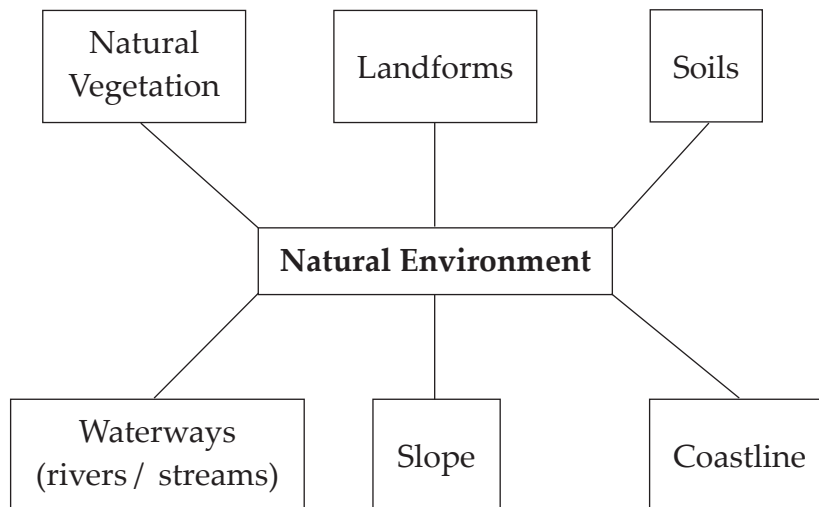 Natural
Vegetation
Landforms
Soils
Natural Environment
Waterways
(rivers / streams)
Slope
Coastline